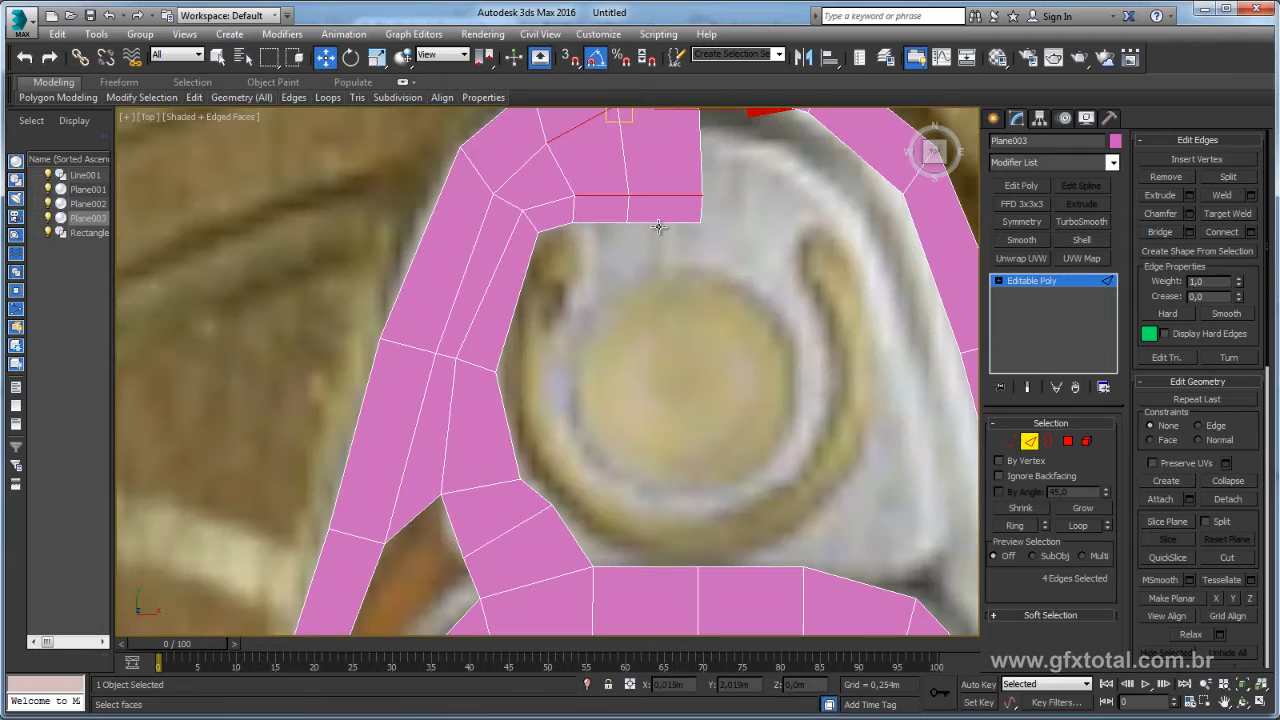 MAX
Workspace: Default
Autodesk 3ds Max 2016 Untitled
Type a keyword or phrase
Sign In
Edit Tools Group Views Create Modifiers Animation Graph Editors Rendering Civil View Customize Scripting Help
All
View
Create Selection Se
Modeling Freeform Selection Object Paint Populate
Polygon Modeling Modify Selection Edit Geometry (All) Edges Loops Tris Subdivision Align Properties
Select Display
[ + ] [Top ] [Shaded + Edged Faces ]
Name (Sorted Ascen
Line001
Plane001
Plane002
Plane003
Rectangle
N
W
E
S
Plane003
Modifier List
Edit Poly Edit Spline
FFD 3x3x3 Extrude
Symmetry TurboSmooth
Smooth Shell
Unwrap UVW UVW Map
Editable Poly
Selection
By Vertex
Ignore Backfacing
By Angle: 45,0
Shrink Grow
Ring Loop
Preview Selection
Off SubObj Multi
4 Edges Selected
Soft Selection
Edit Edges
Insert Vertex
Remove Split
Extrude Weld
Chamfer Target Weld
Bridge Connect
Create Shape From Selection
Edge Properties
Weight: 1,0
Crease: 0,0
Hard Smooth
Display Hard Edges
Edit Tri. Turn
Edit Geometry
Repeat Last
Constraints
None Edge
Face Normal
Preserve UVs
Create Collapse
Attach Detach
Slice Plane Split
Slice Reset Plane
QuickSlice Cut
MSmooth Tessellate
Make Planar X Y Z
View Align Grid Align
Relax
Hide Selected Unhide All
www.gfxtotal.com.br
0 / 100
0 5 10 15 20 25 30 35 40 45 50 55 60 65 70 75 80 85 90 95 100
1 Object Selected
X: 0,015m Y: 2,019m Z: 0,0m Grid = 0,254m
Auto Key Selected
Welcome to M
Select faces
Add Time Tag
Set Key Key Filters...
0